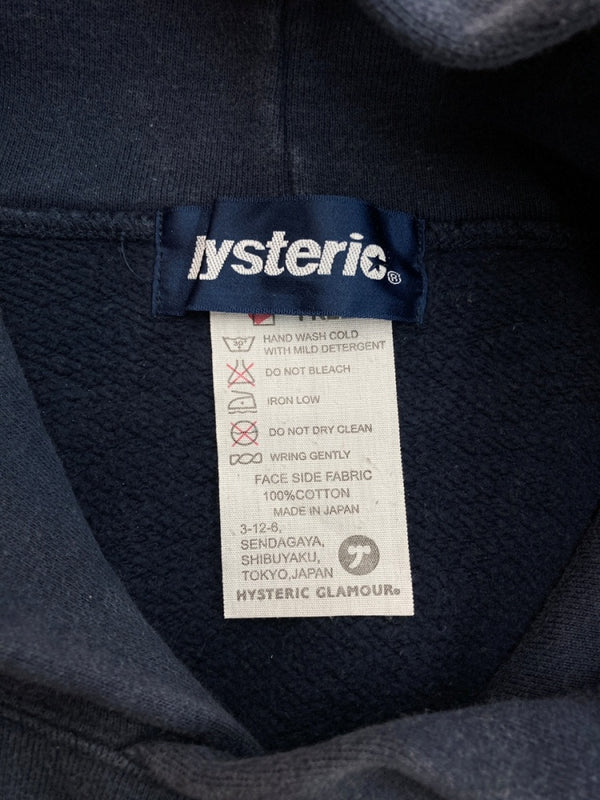 hysteric®
30°
HAND WASH COLD
WITH MILD DETERGENT
DO NOT BLEACH
IRON LOW
DO NOT DRY CLEAN
WRING GENTLY
FACE SIDE FABRIC
100%COTTON
MADE IN JAPAN
3-12-6,
SENDAGAYA,
SHIBUYAKU,
TOKYO,JAPAN
HYSTERIC GLAMOUR®